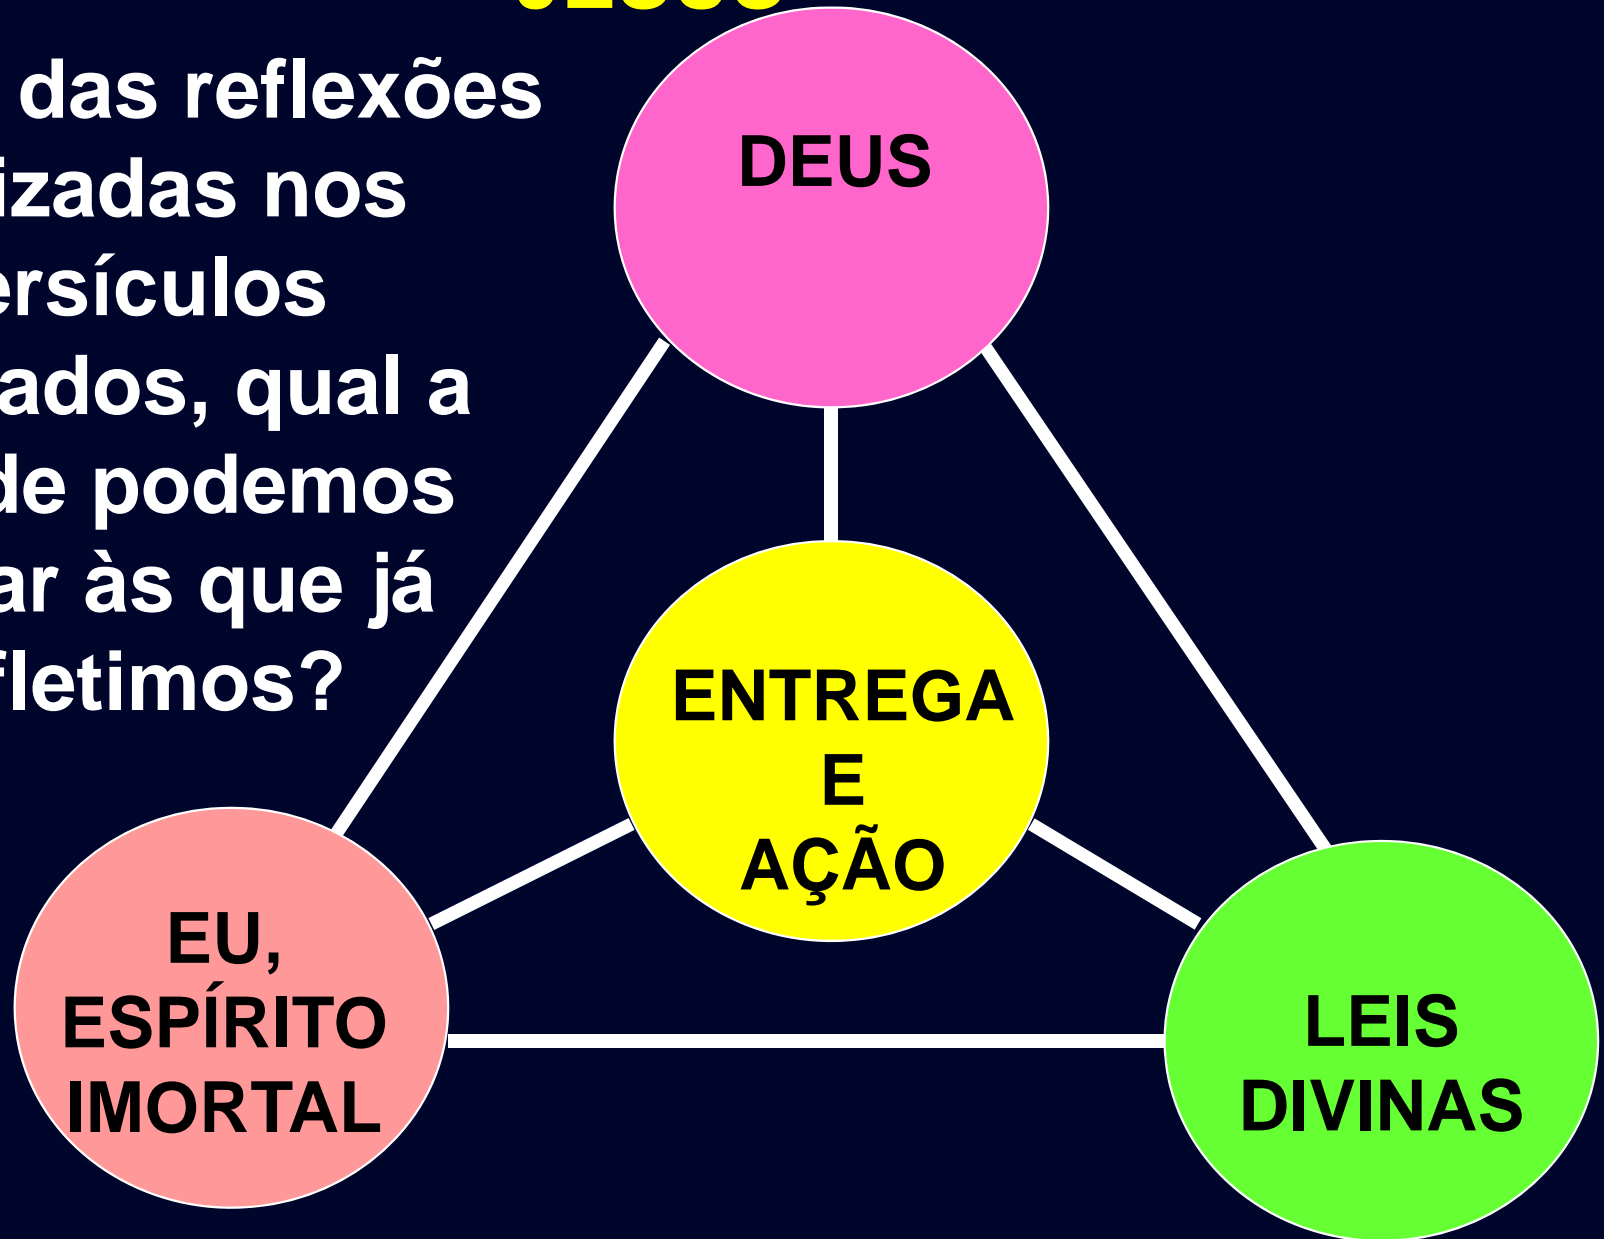 das reflexões
izadas nos
ersículos
ados, qual a
de podemos
ar às que já
fletimos?
DEUS
ENTREGA
E
AÇÃO
EU,
ESPÍRITO
IMORTAL
LEIS
DIVINAS